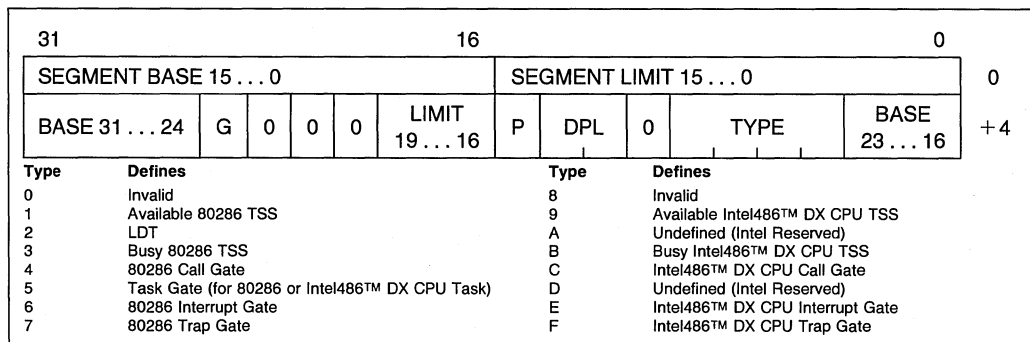 31 16 0
SEGMENT BASE 15 . . . 0 SEGMENT LIMIT 15 . . . 0 0
BASE 31 . . . 24 G 0 0 0 LIMIT 19 . . . 16 P DPL 0 TYPE BASE 23 . . . 16 +4
Type Defines Type Defines
0 Invalid 8 Invalid
1 Available 80286 TSS 9 Available Intel486™ DX CPU TSS
2 LDT A Undefined (Intel Reserved)
3 Busy 80286 TSS B Busy Intel486™ DX CPU TSS
4 80286 Call Gate C Intel486™ DX CPU Call Gate
5 Task Gate (for 80286 or Intel486™ DX CPU Task) D Undefined (Intel Reserved)
6 80286 Interrupt Gate E Intel486™ DX CPU Interrupt Gate
7 80286 Trap Gate F Intel486™ DX CPU Trap Gate